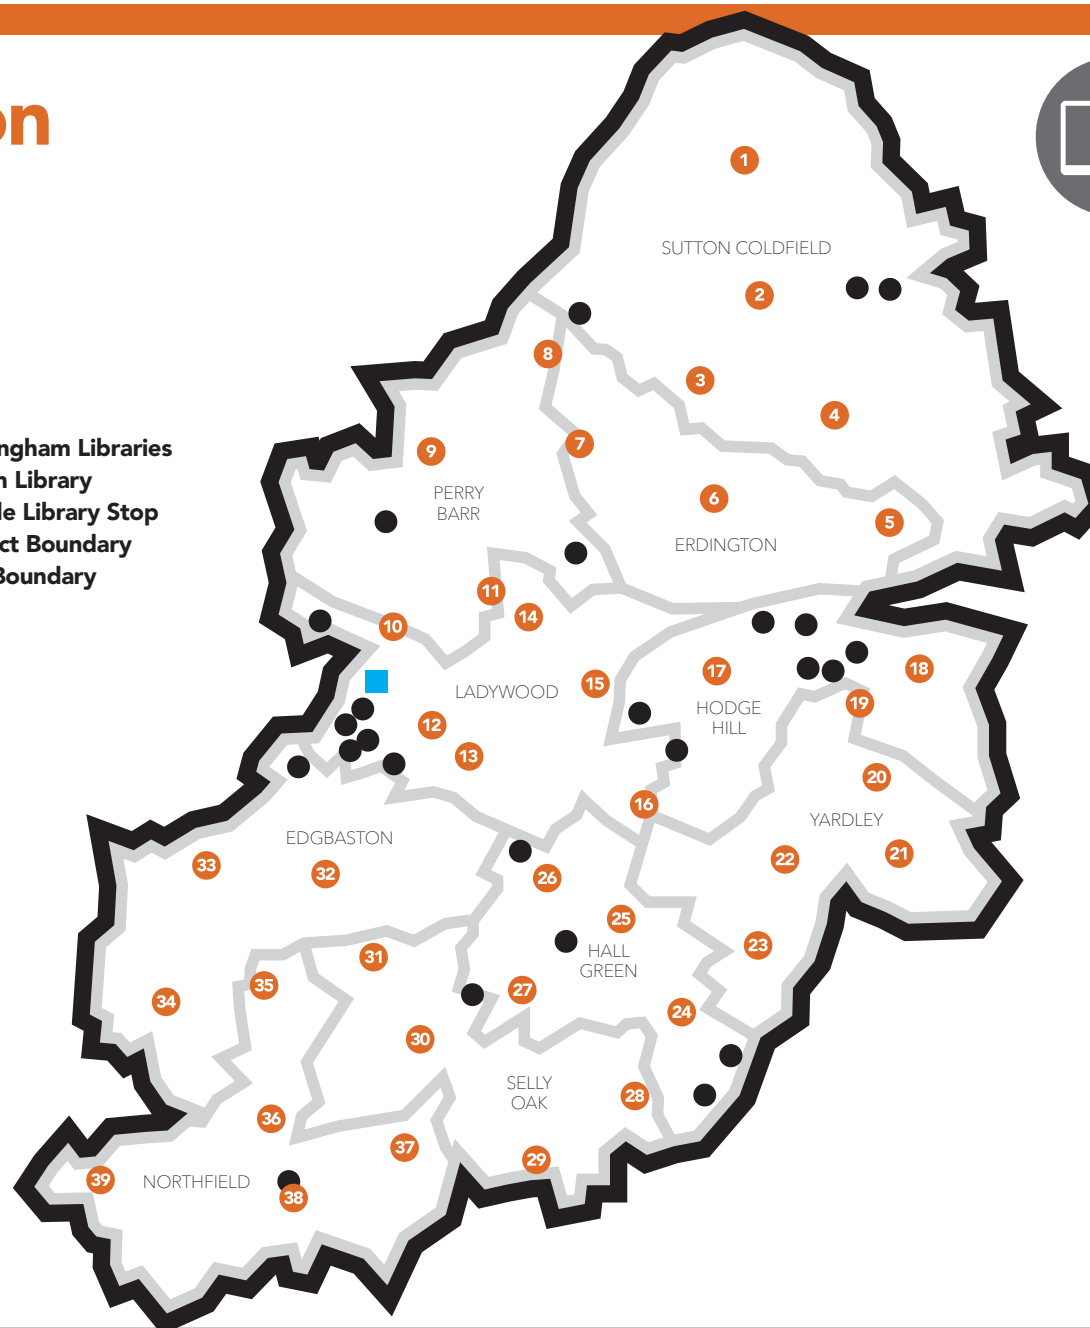 on
ngham Libraries
n Library
le Library Stop
ct Boundary
Boundary
1
SUTTON COLDFIELD
2
8
3
4
7
9
PERRY
BARR
6
5
ERDINGTON
11
14
10
17
18
15
LADYWOOD
HODGE
HILL
19
12
13
20
16
YARDLEY
EDGBASTON
22
21
33
32
26
25
23
HALL
GREEN
31
35
27
34
24
30
SELLY
OAK
28
36
37
29
39
NORTHFIELD
38